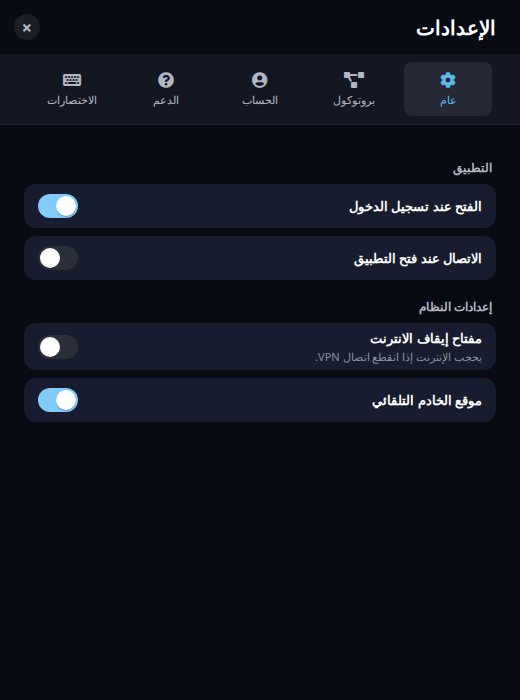 الإعدادات
عام
بروتوكول
الحساب
الدعم
الاختصارات
التطبيق
الفتح عند تسجيل الدخول
الاتصال عند فتح التطبيق
إعدادات النظام
مفتاح إيقاف الانترنت
يحجب الإنترنت إذا انقطع اتصال VPN.
موقع الخادم التلقائي